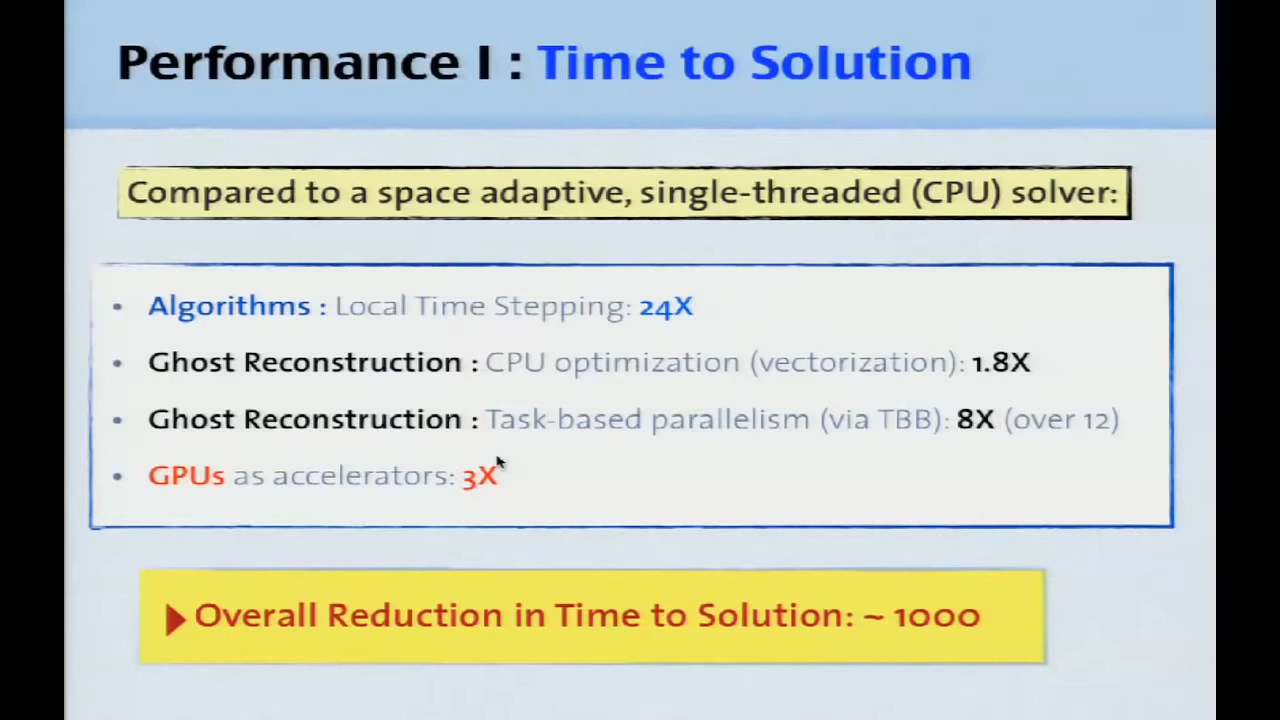 Performance I : Time to Solution
Compared to a space adaptive, single-threaded (CPU) solver:
• Algorithms : Local Time Stepping: 24X
• Ghost Reconstruction : CPU optimization (vectorization): 1.8X
• Ghost Reconstruction : Task-based parallelism (via TBB): 8X (over 12)
• GPUs as accelerators: 3X
Overall Reduction in Time to Solution: ~ 1000